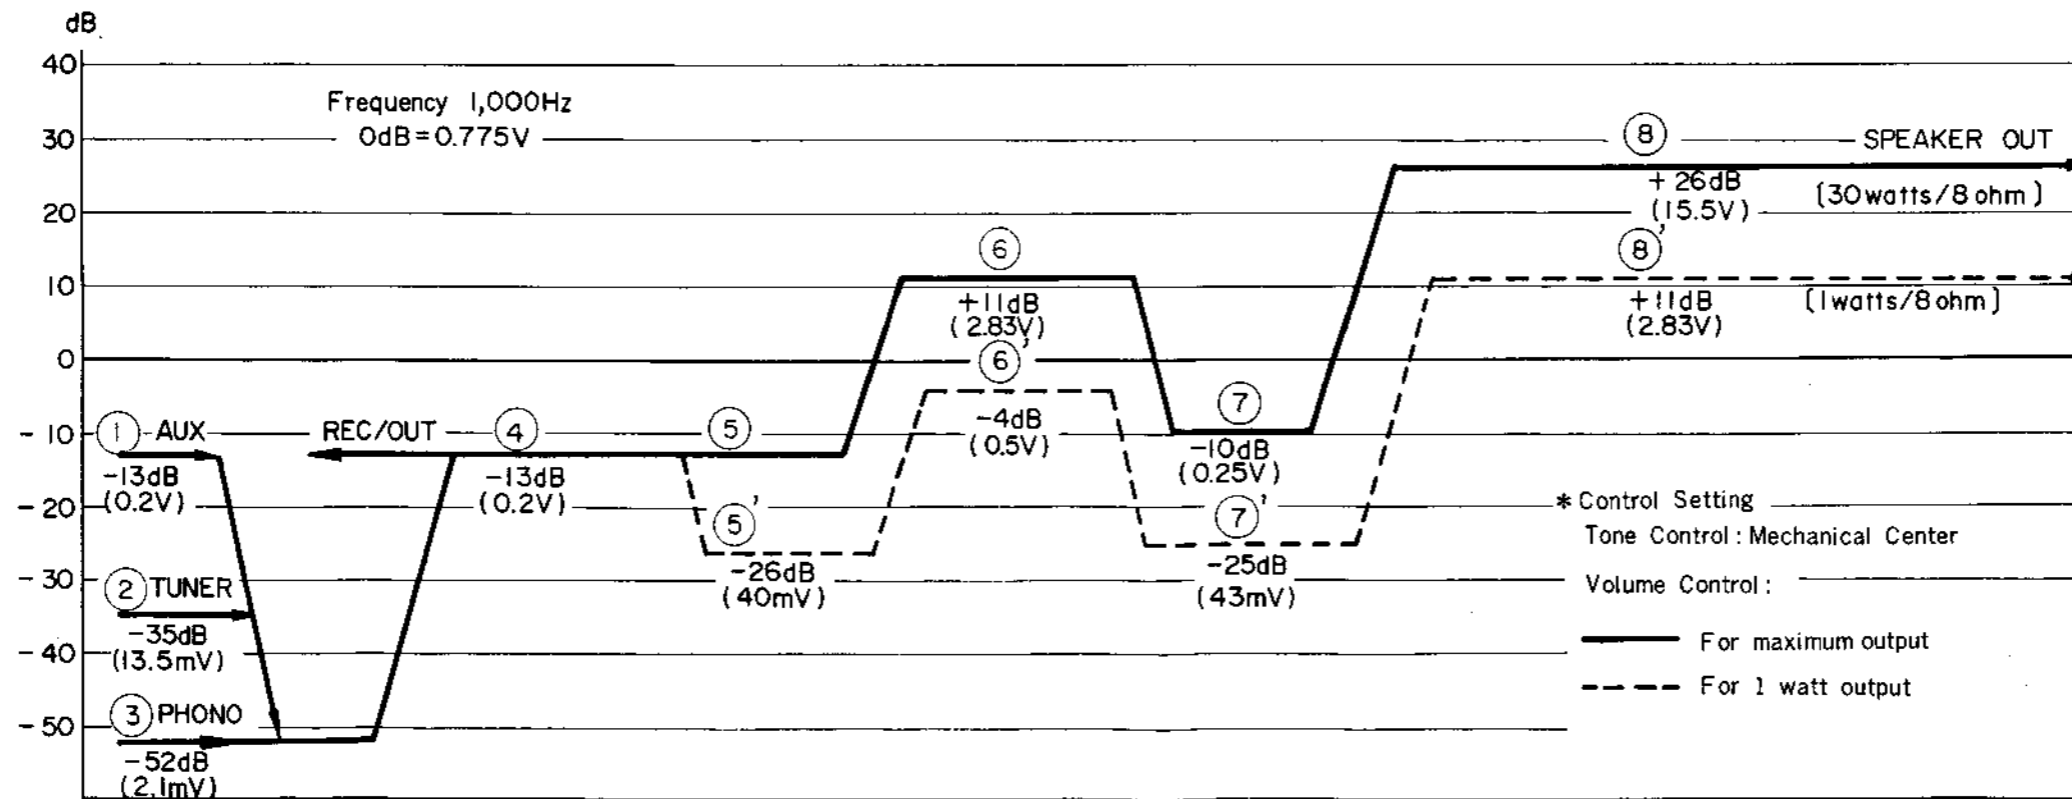 dB
40
30
20
10
0
-10
-20
-30
-40
-50
Frequency 1,000Hz
0dB=0.775V
① AUX
-13dB
(0.2V)
② TUNER
-35dB
(13.5mV)
③ PHONO
-52dB
(2.1mV)
REC/OUT
④
-13dB
(0.2V)
⑤
⑤'
-26dB
(40mV)
⑥
+11dB
(2.83V)
⑥'
-4dB
(0.5V)
⑦
-10dB
(0.25V)
⑦'
-25dB
(43mV)
⑧
SPEAKER OUT
+26dB
(15.5V)
(30watts/8ohm)
⑧'
+11dB
(2.83V)
(1watts/8ohm)
*Control Setting
Tone Control: Mechanical Center
Volume Control:
For maximum output
For 1 watt output